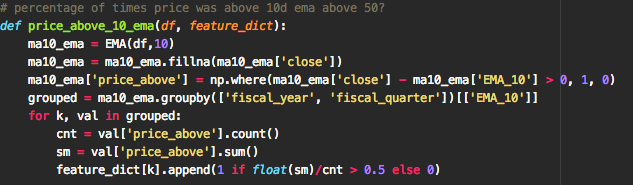 # percentage of times price was above 10d ema above 50?
def price_above_10_ema(df, feature_dict):
    ma10_ema = EMA(df,10)
    ma10_ema = ma10_ema.fillna(ma10_ema['close'])
    ma10_ema['price_above'] = np.where(ma10_ema['close'] - ma10_ema['EMA_10'] > 0, 1, 0)
    grouped = ma10_ema.groupby(['fiscal_year', 'fiscal_quarter'])[['EMA_10']]
    for k, val in grouped:
        cnt = val['price_above'].count()
        sm = val['price_above'].sum()
        feature_dict[k].append(1 if float(sm)/cnt > 0.5 else 0)